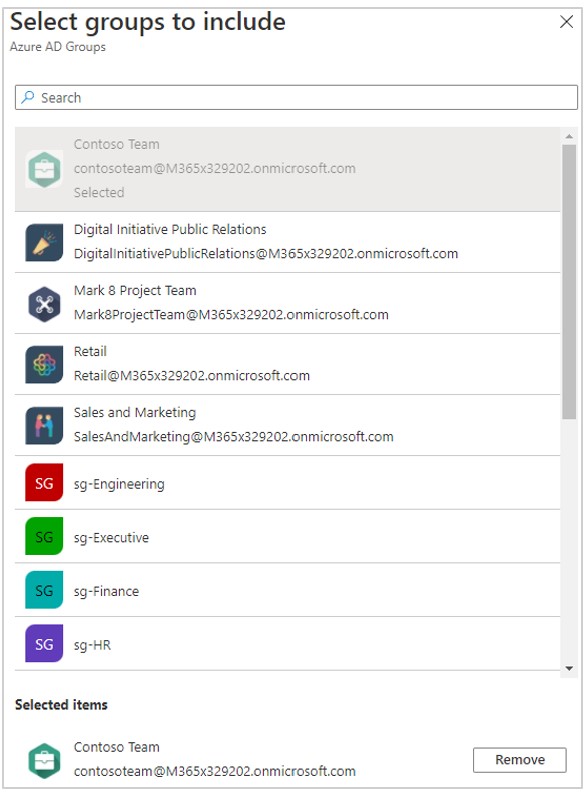 Select groups to include
Azure AD Groups
Search
Contoso Team
contosoteam@M365x329202.onmicrosoft.com
Selected
Digital Initiative Public Relations
DigitalInitiativePublicRelations@M365x329202.onmicrosoft.com
Mark 8 Project Team
Mark8ProjectTeam@M365x329202.onmicrosoft.com
Retail
Retail@M365x329202.onmicrosoft.com
Sales and Marketing
SalesAndMarketing@M365x329202.onmicrosoft.com
SG sg-Engineering
SG sg-Executive
SG sg-Finance
SG sg-HR
Selected items
Contoso Team
contosoteam@M365x329202.onmicrosoft.com
Remove